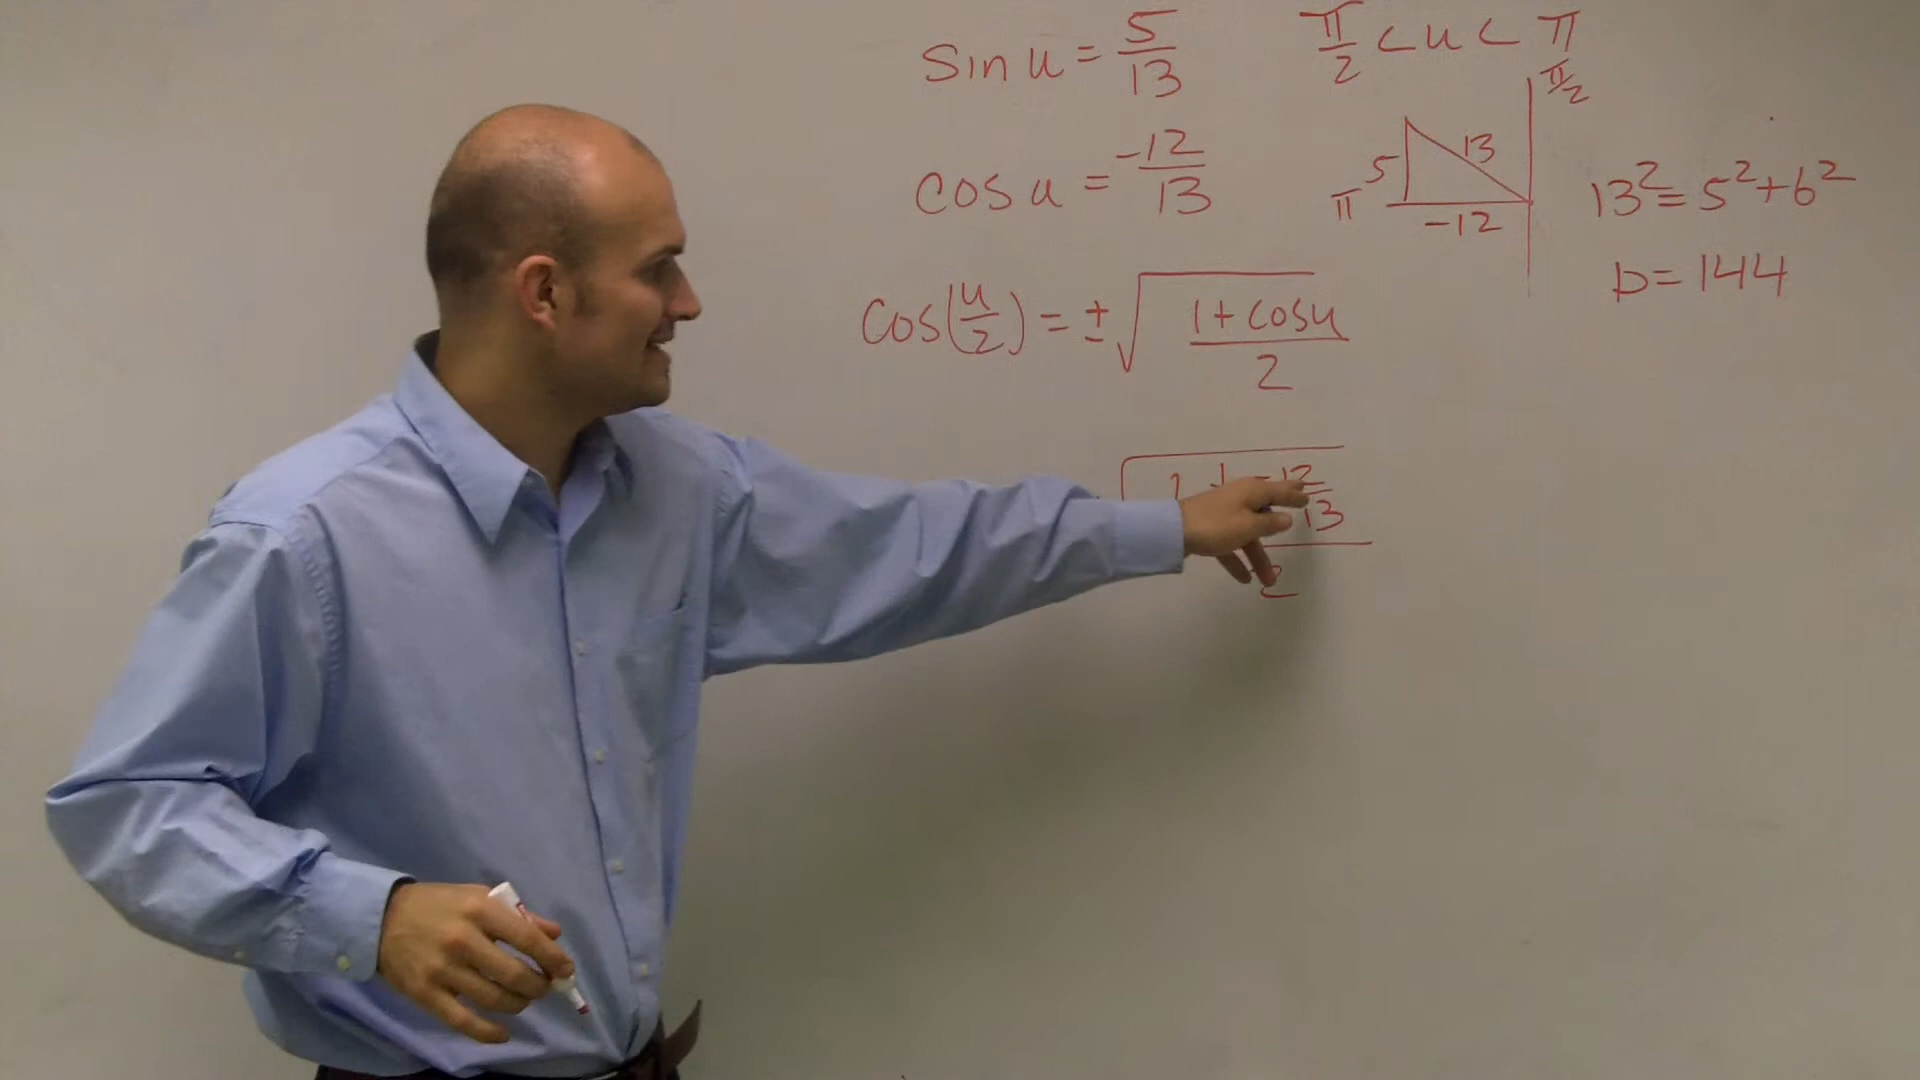 sin u = 5/13   π/2 < u < π
π/2
cos u = -12/13
5 13
π -12
13² = 5² + b²
b = 144
cos(u/2) = ±√((1 + cos u)/2)
√((1 + -12/13)/2)